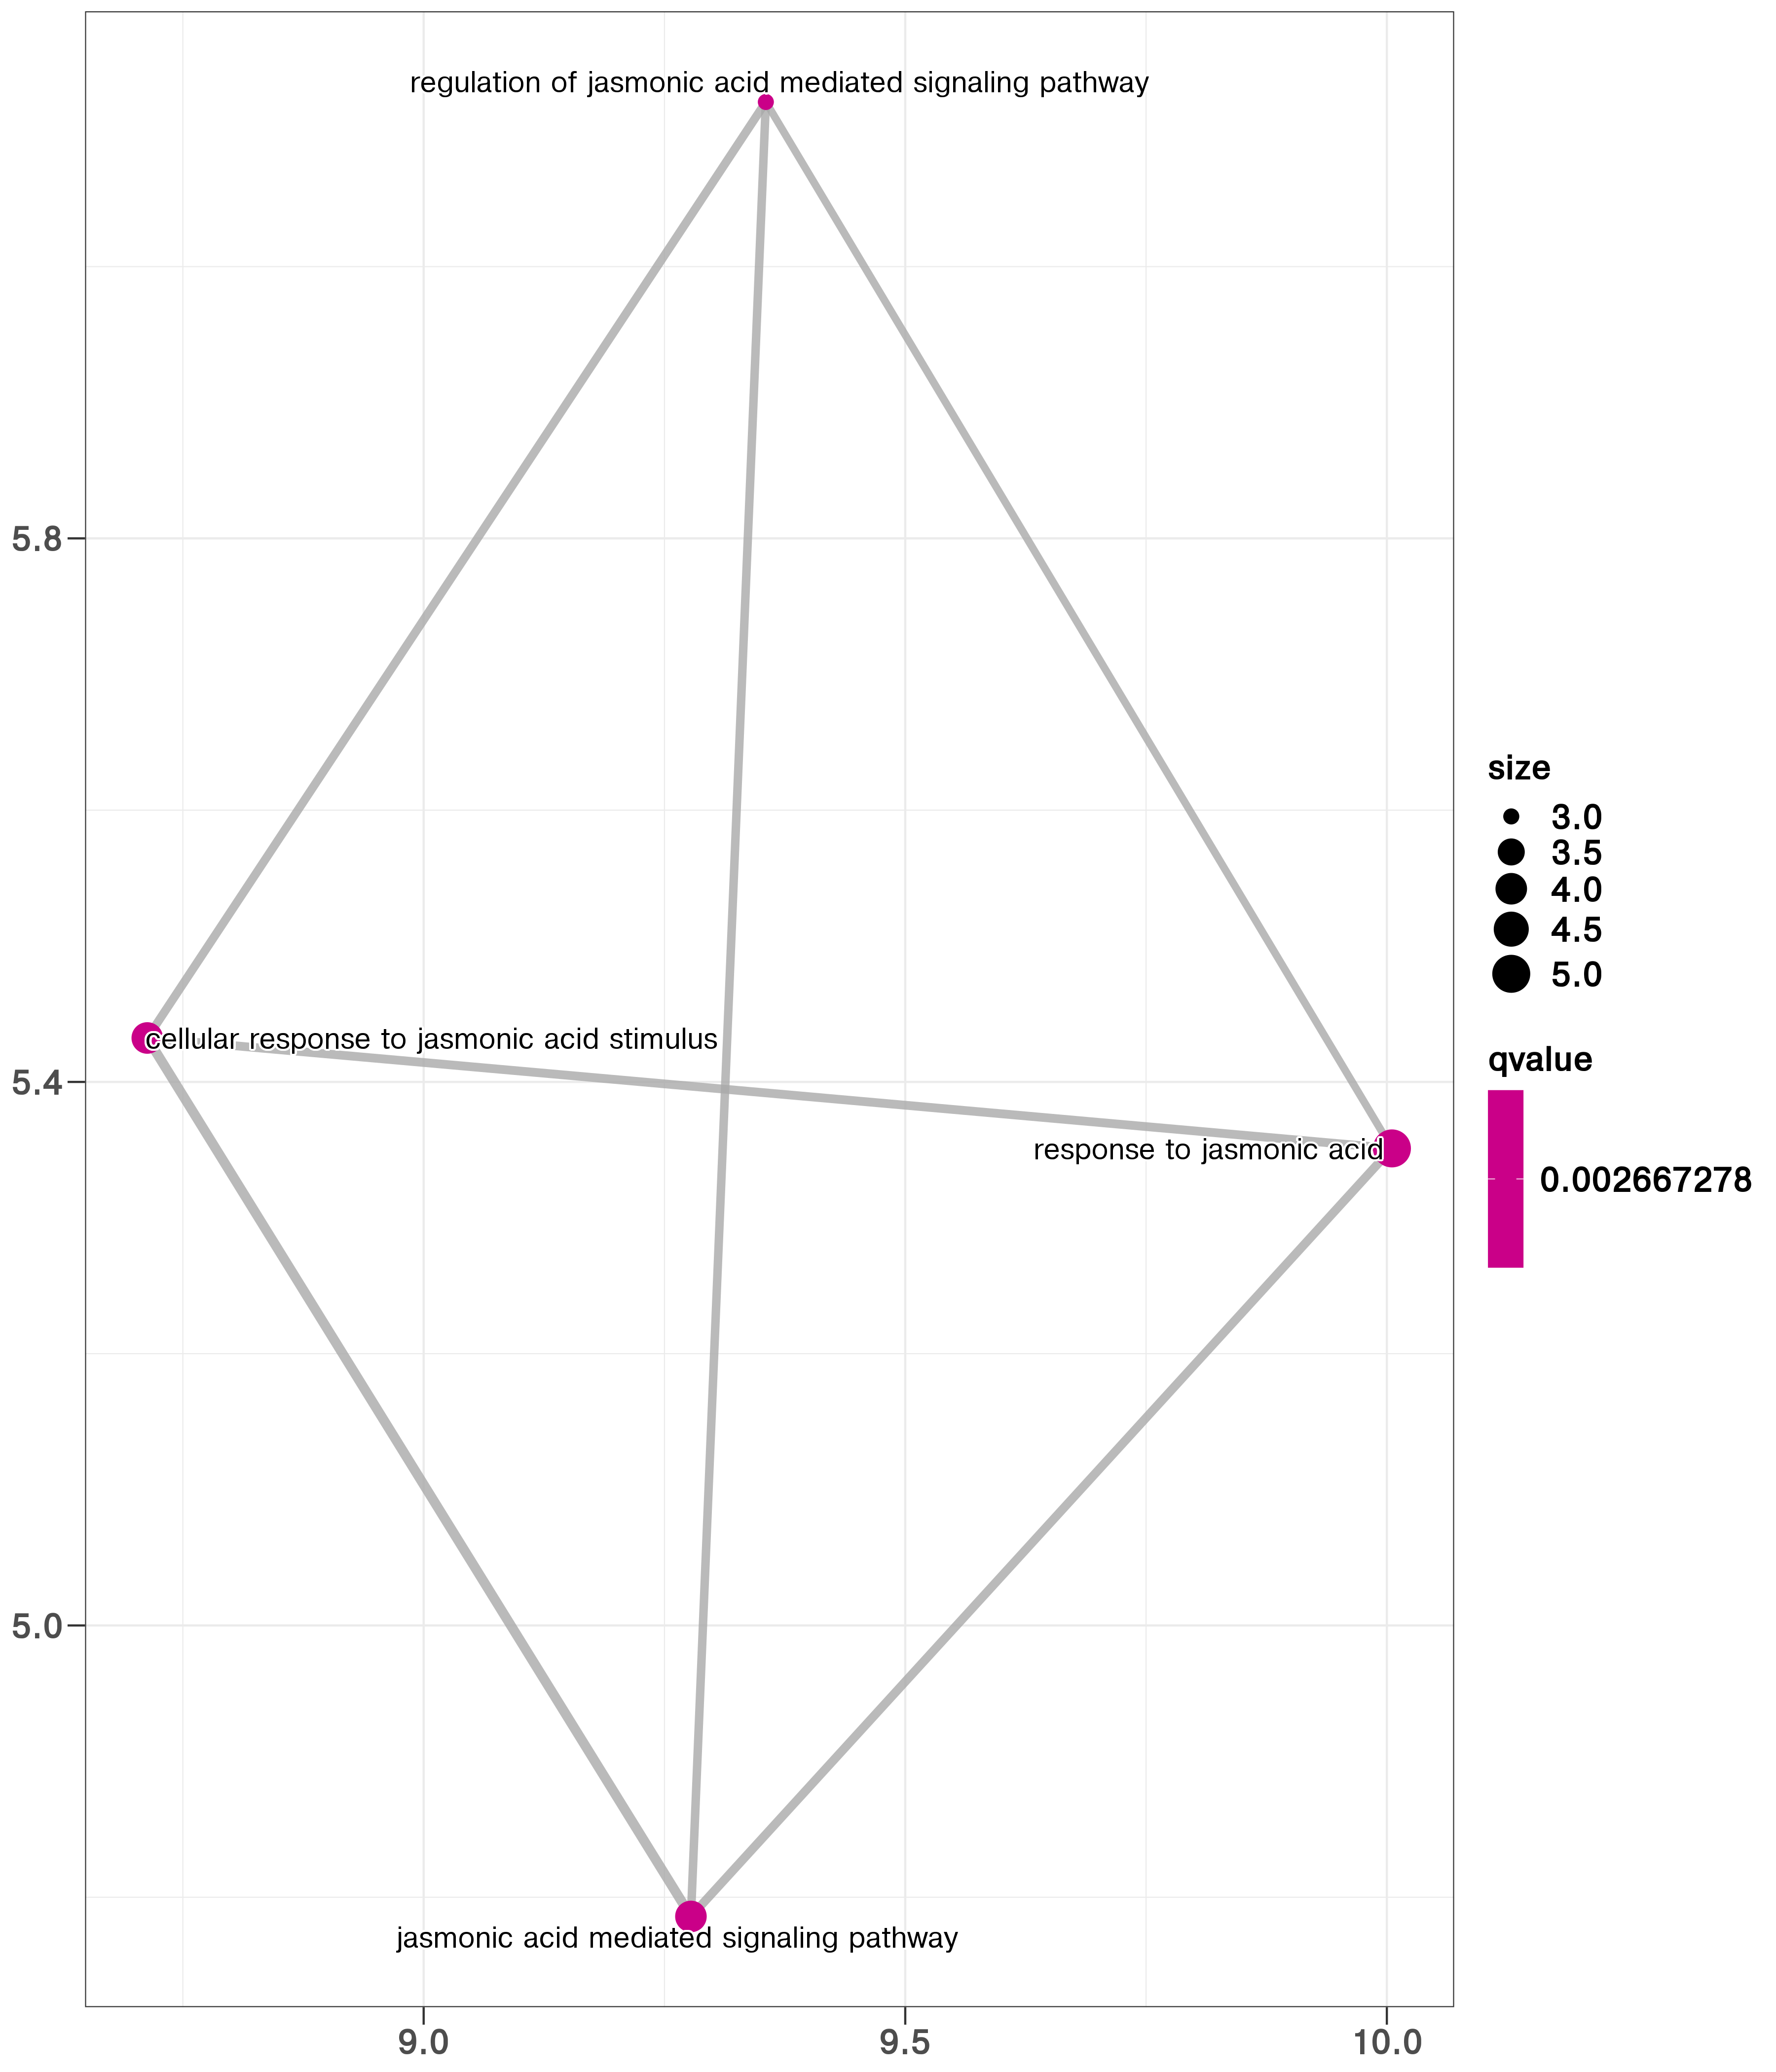 regulation of jasmonic acid mediated signaling pathway
5.8
size
3.0
3.5
4.0
4.5
5.0
cellular response to jasmonic acid stimulus
qvalue
5.4
response to jasmonic acid
0.002667278
5.0
jasmonic acid mediated signaling pathway
9.0
9.5
10.0